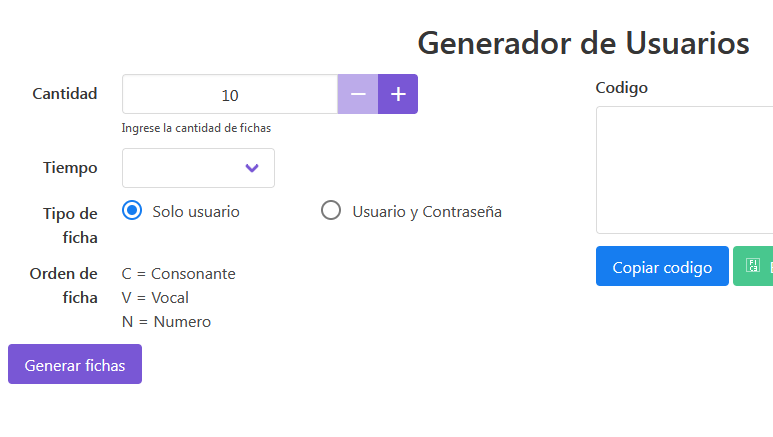 Generador de Usuarios
Cantidad
10
Ingrese la cantidad de fichas
Tiempo
Tipo de
ficha
Solo usuario
Usuario y Contraseña
Orden de
ficha
C = Consonante
V = Vocal
N = Numero
Generar fichas
Codigo
Copiar codigo